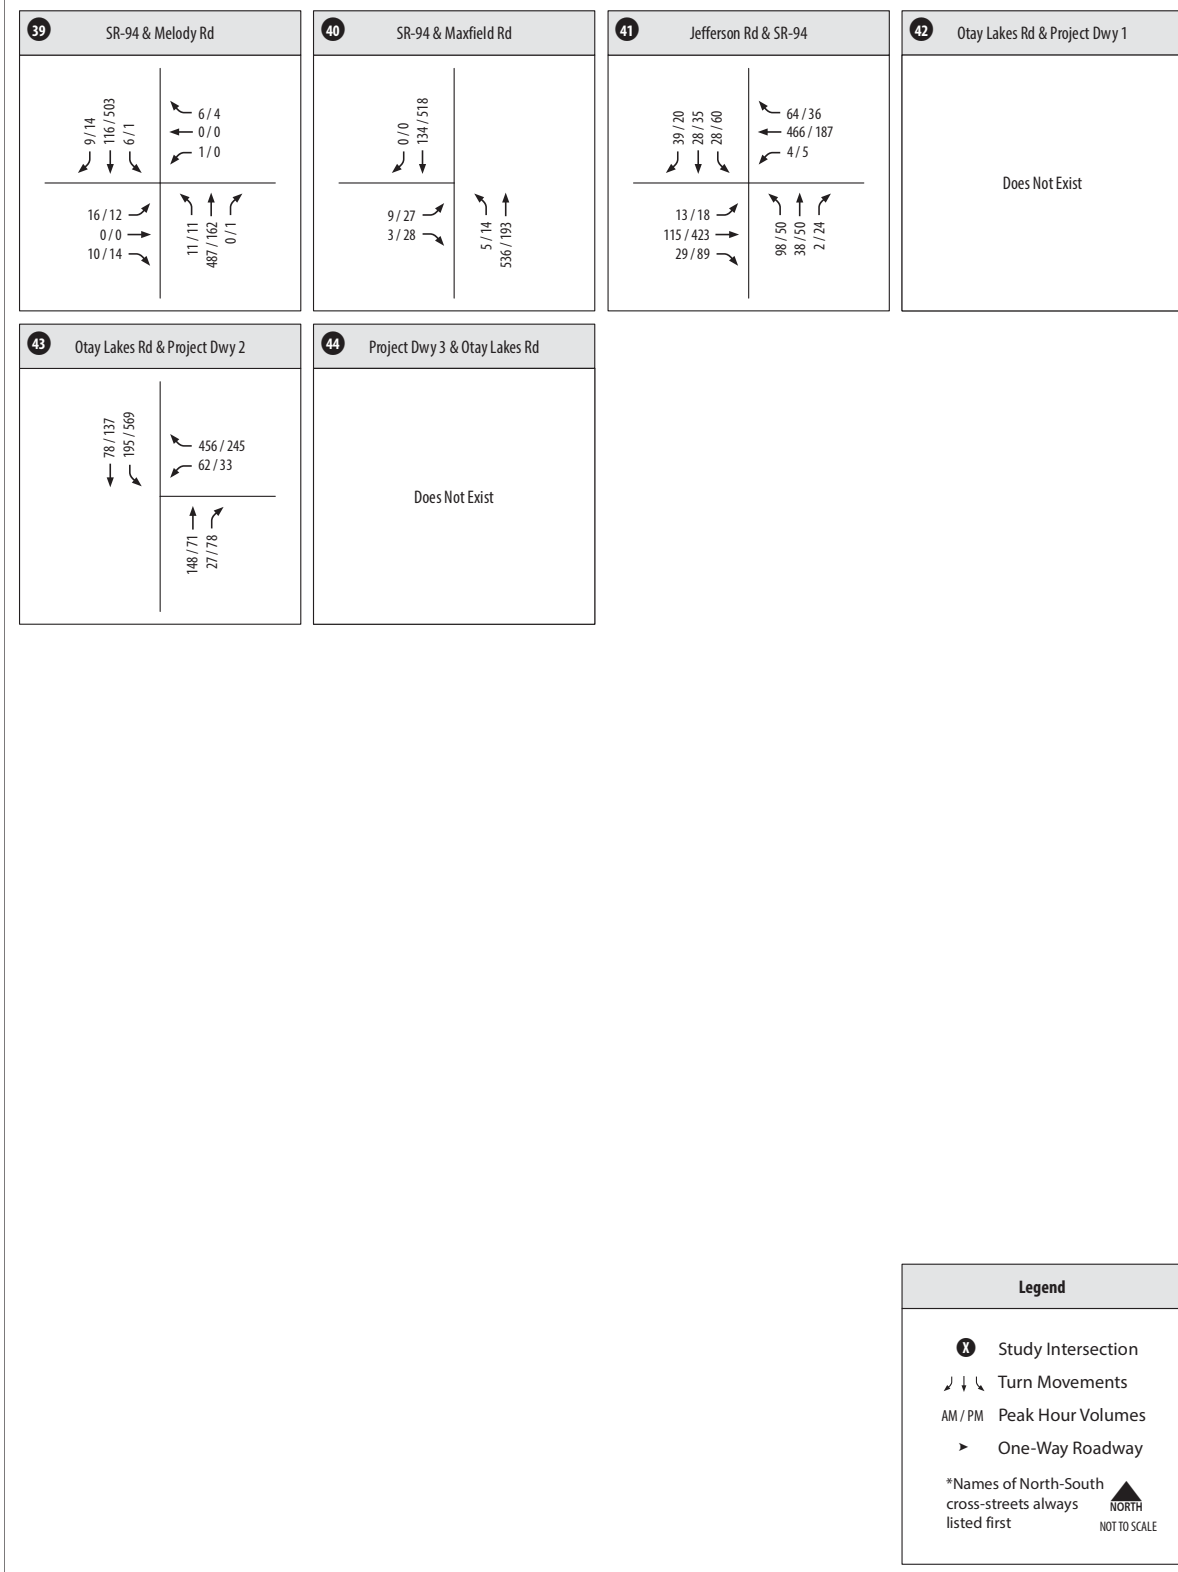 39 SR-94 & Melody Rd
9 / 14
116 / 503
6 / 1
6 / 4
0 / 0
1 / 0
16 / 12
0 / 0
10 / 14
11 / 11
487 / 162
0 / 1
40 SR-94 & Maxfield Rd
0 / 0
134 / 518
9 / 27
3 / 28
5 / 14
536 / 193
41 Jefferson Rd & SR-94
39 / 20
28 / 35
28 / 60
64 / 36
466 / 187
4 / 5
13 / 18
115 / 423
29 / 89
98 / 50
38 / 50
2 / 24
42 Otay Lakes Rd & Project Dwy 1
Does Not Exist
43 Otay Lakes Rd & Project Dwy 2
78 / 137
195 / 569
456 / 245
62 / 33
148 / 71
27 / 78
44 Project Dwy 3 & Otay Lakes Rd
Does Not Exist
Legend
X Study Intersection
Turn Movements
AM / PM Peak Hour Volumes
One-Way Roadway
*Names of North-South
cross-streets always
listed first
NORTH
NOT TO SCALE